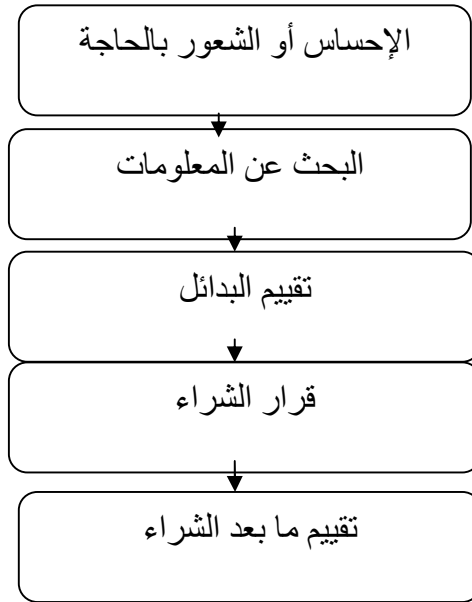 الإحساس أو الشعور بالحاجة
البحث عن المعلومات
تقييم البدائل
قرار الشراء
تقييم ما بعد الشراء